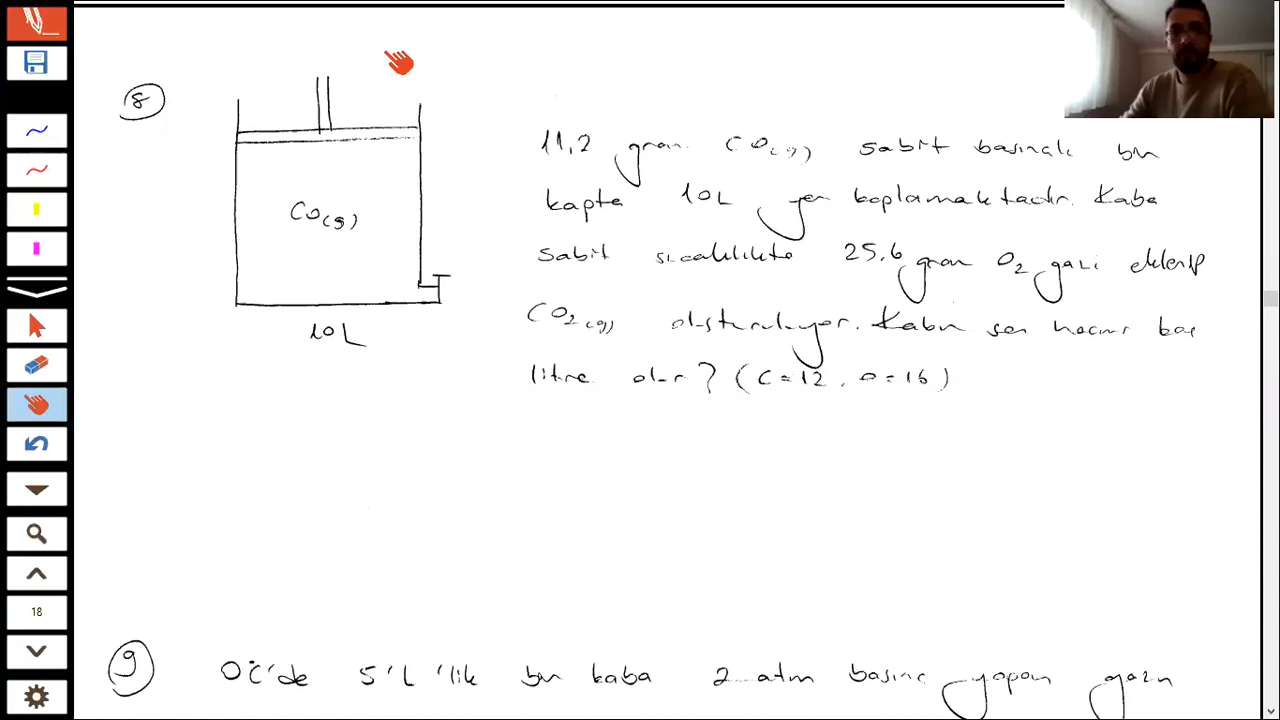 8
CO(g)
10L
11,2 gram CO(g) sabit basınçlı bir
kapta 10L yer kaplamaktadır. Kaba
sabit sıcaklıkta 25,6 gram O2 gazı eklenip
CO2(g) oluşturuluyor. Kabın son hacmi kaç
litre olur? (C=12, O=16)
18
9 0°C'de 5'L'lik bir kaba 2 atm basınç yapan gazın